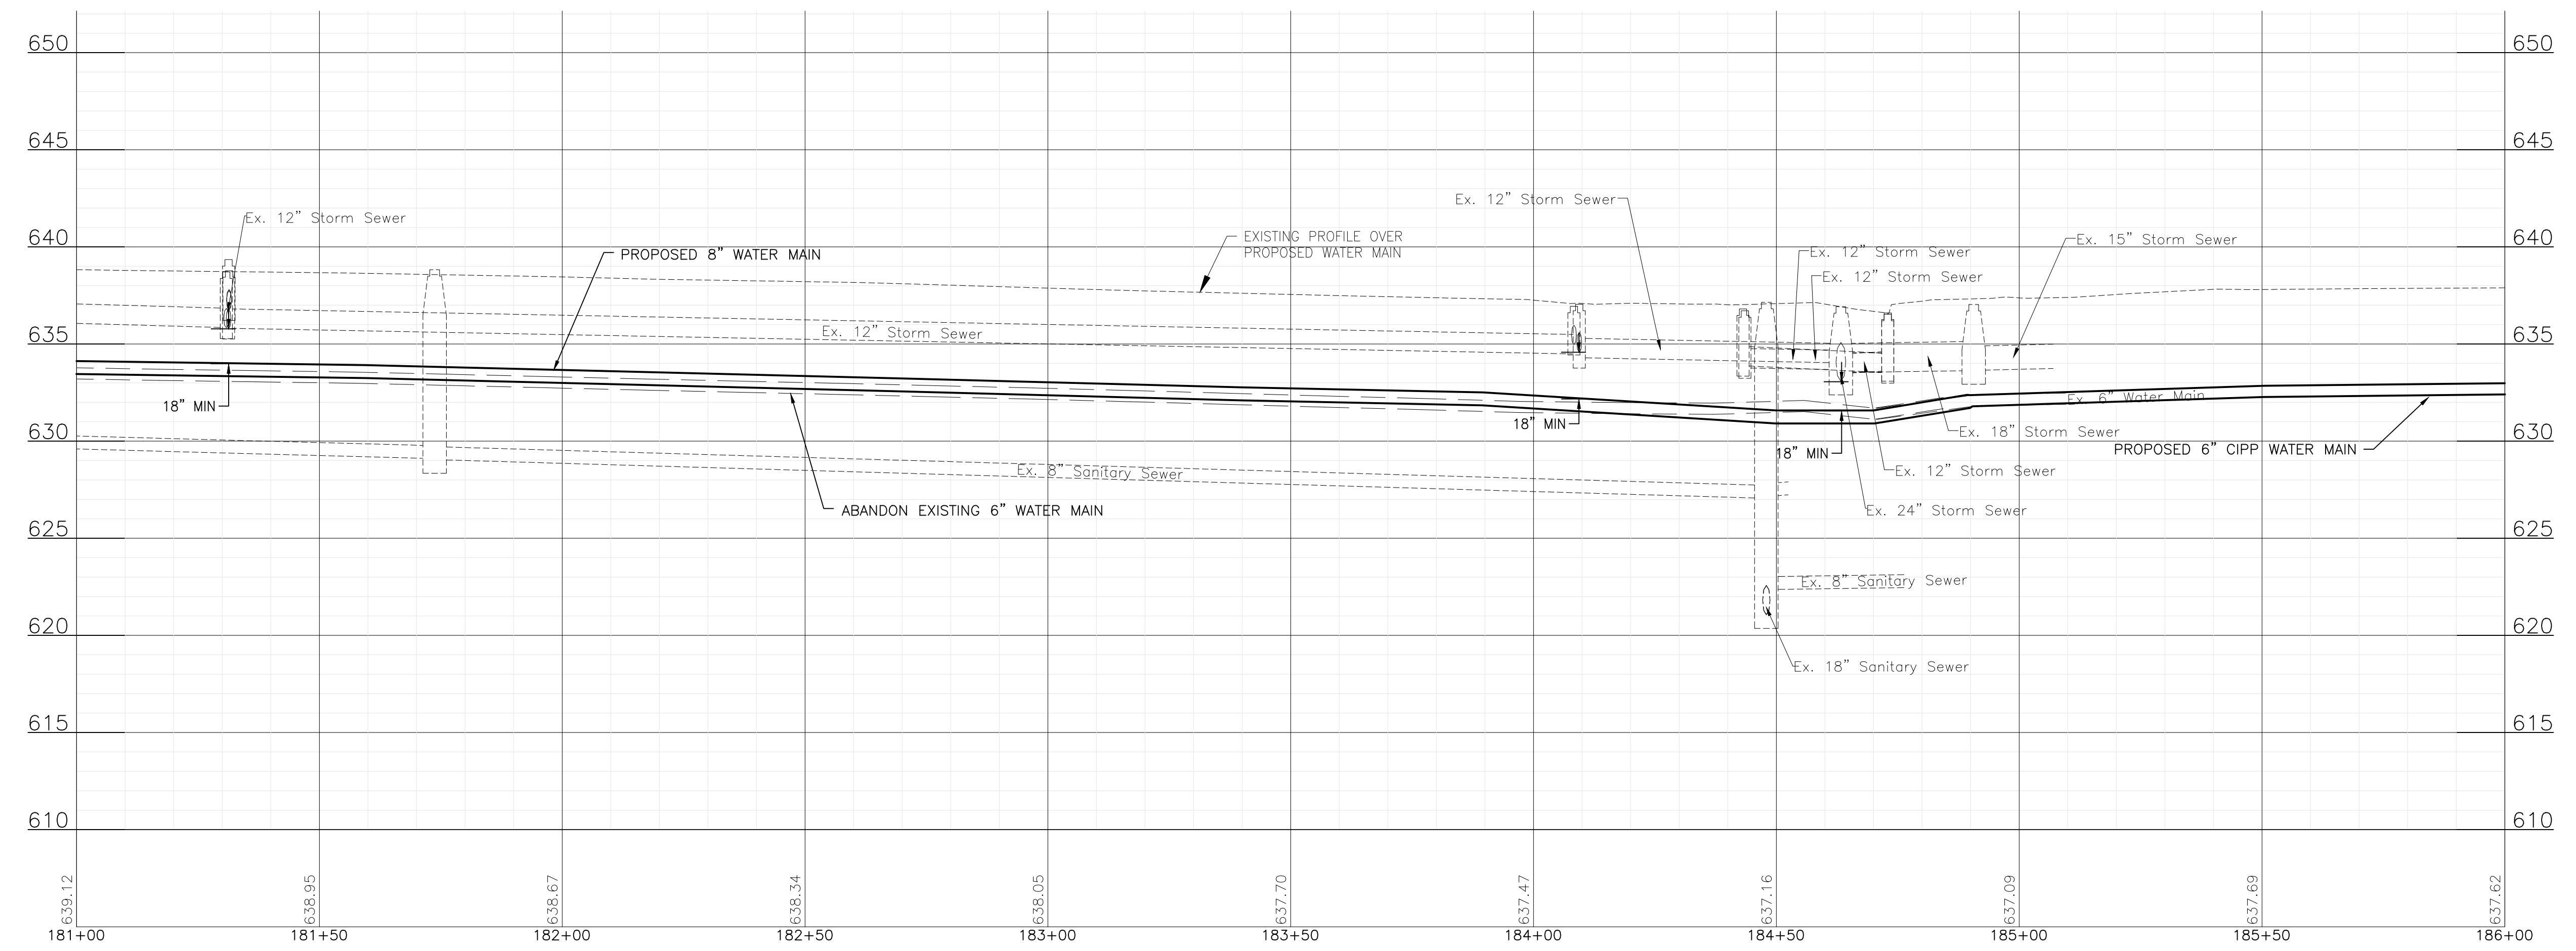 650
650
645
645
Ex. 12” Storm Sewer
Ex. 12” Storm Sewer
640
640
EXISTING PROFILE OVER
PROPOSED WATER MAIN
Ex. 15” Storm Sewer
PROPOSED 8” WATER MAIN
Ex. 12” Storm Sewer
Ex. 12” Storm Sewer
635
635
Ex. 12” Storm Sewer
18” MIN
18” MIN
18” MIN
Ex. 6” Water Main
630
630
Ex. 18” Storm Sewer
PROPOSED 6” CIPP WATER MAIN
Ex. 8” Sanitary Sewer
Ex. 12” Storm Sewer
ABANDON EXISTING 6” WATER MAIN
Ex. 24” Storm Sewer
625
625
Ex. 8” Sanitary Sewer
620
620
Ex. 18” Sanitary Sewer
615
615
610
610
639.12
638.95
638.67
638.34
638.05
637.70
637.47
637.16
637.09
637.69
637.62
181+00
181+50
182+00
182+50
183+00
183+50
184+00
184+50
185+00
185+50
186+00